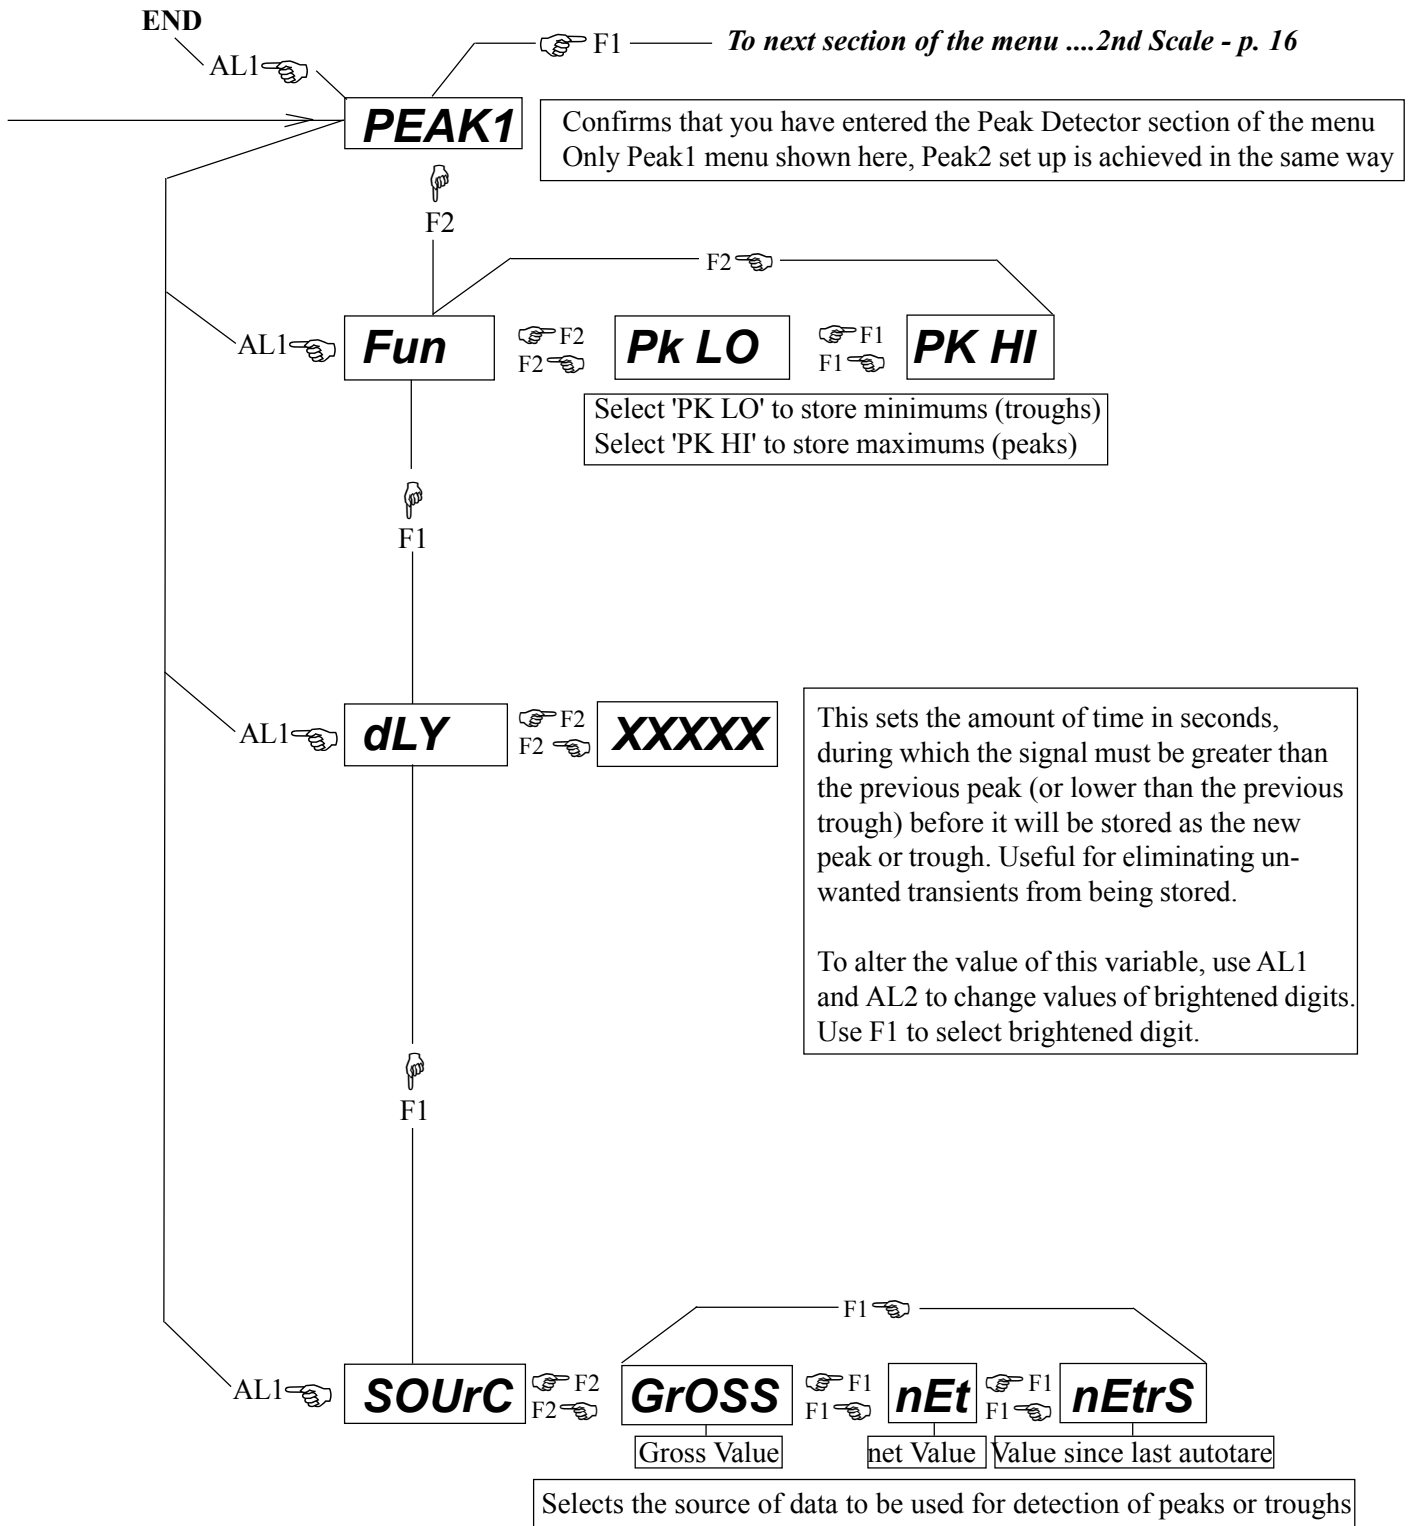 END
AL1
F1
To next section of the menu ....2nd Scale - p. 16
PEAK1
Confirms that you have entered the Peak Detector section of the menu
Only Peak1 menu shown here, Peak2 set up is achieved in the same way
F2
F2
AL1
Fun
F2
F2
Pk LO
F1
F1
PK HI
Select 'PK LO' to store minimums (troughs)
Select 'PK HI' to store maximums (peaks)
F1
AL1
dLY
F2
F2
XXXXX
This sets the amount of time in seconds,
during which the signal must be greater than
the previous peak (or lower than the previous
trough) before it will be stored as the new
peak or trough. Useful for eliminating un-
wanted transients from being stored.
To alter the value of this variable, use AL1
and AL2 to change values of brightened digits.
Use F1 to select brightened digit.
F1
F1
AL1
SOUrC
F2
F2
GrOSS
F1
F1
nEt
F1
F1
nEtrS
Gross Value
net Value
Value since last autotare
Selects the source of data to be used for detection of peaks or troughs